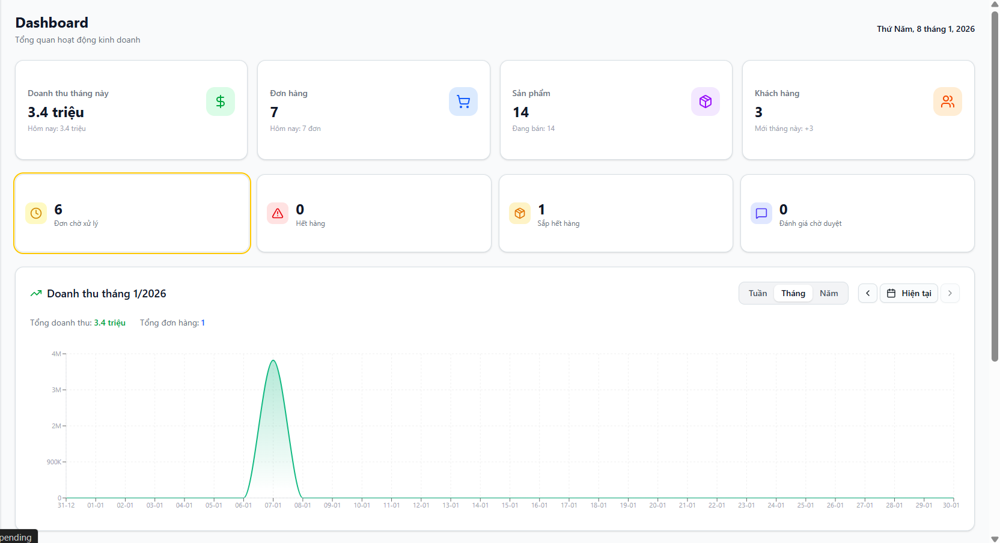 Dashboard
Tổng quan hoạt động kinh doanh
Thứ Năm, 8 tháng 1, 2026
Doanh thu tháng này
3.4 triệu
Hôm nay: 3.4 triệu
Đơn hàng
7
Hôm nay: 7 đơn
Sản phẩm
14
Đang bán: 14
Khách hàng
3
Mới tháng này: +3
6
Đơn chờ xử lý
0
Hết hàng
1
Sắp hết hàng
0
Đánh giá chờ duyệt
Doanh thu tháng 1/2026
Tuần Tháng Năm
Hiện tại
Tổng doanh thu: 3.4 triệu Tổng đơn hàng: 1
4M
3M
2M
900K
0
31-12 01-01 02-01 03-01 04-01 05-01 06-01 07-01 08-01 09-01 10-01 11-01 12-01 13-01 14-01 15-01 16-01 17-01 18-01 19-01 20-01 21-01 22-01 23-01 24-01 25-01 26-01 27-01 28-01 29-01 30-01
pending